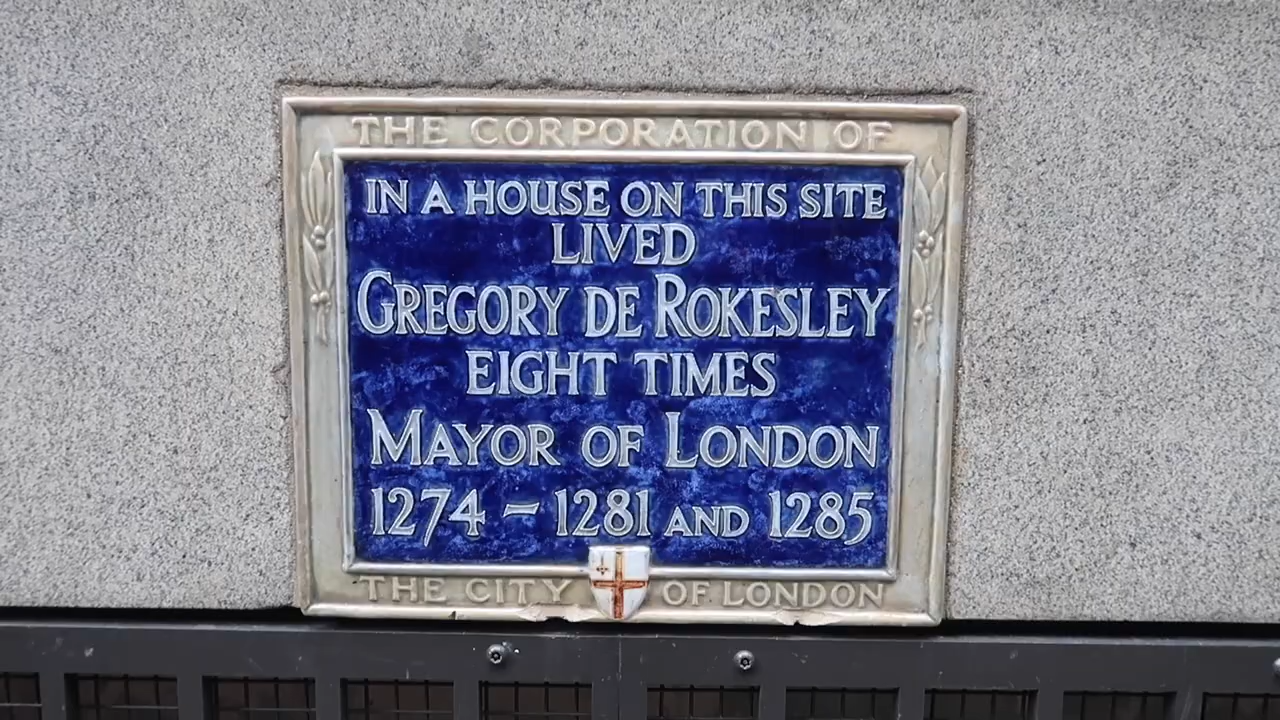 THE CORPORATION OF
IN A HOUSE ON THIS SITE
LIVED
GREGORY DE ROKESLEY
EIGHT TIMES
MAYOR OF LONDON
1274 - 1281 AND 1285
THE CITY OF LONDON